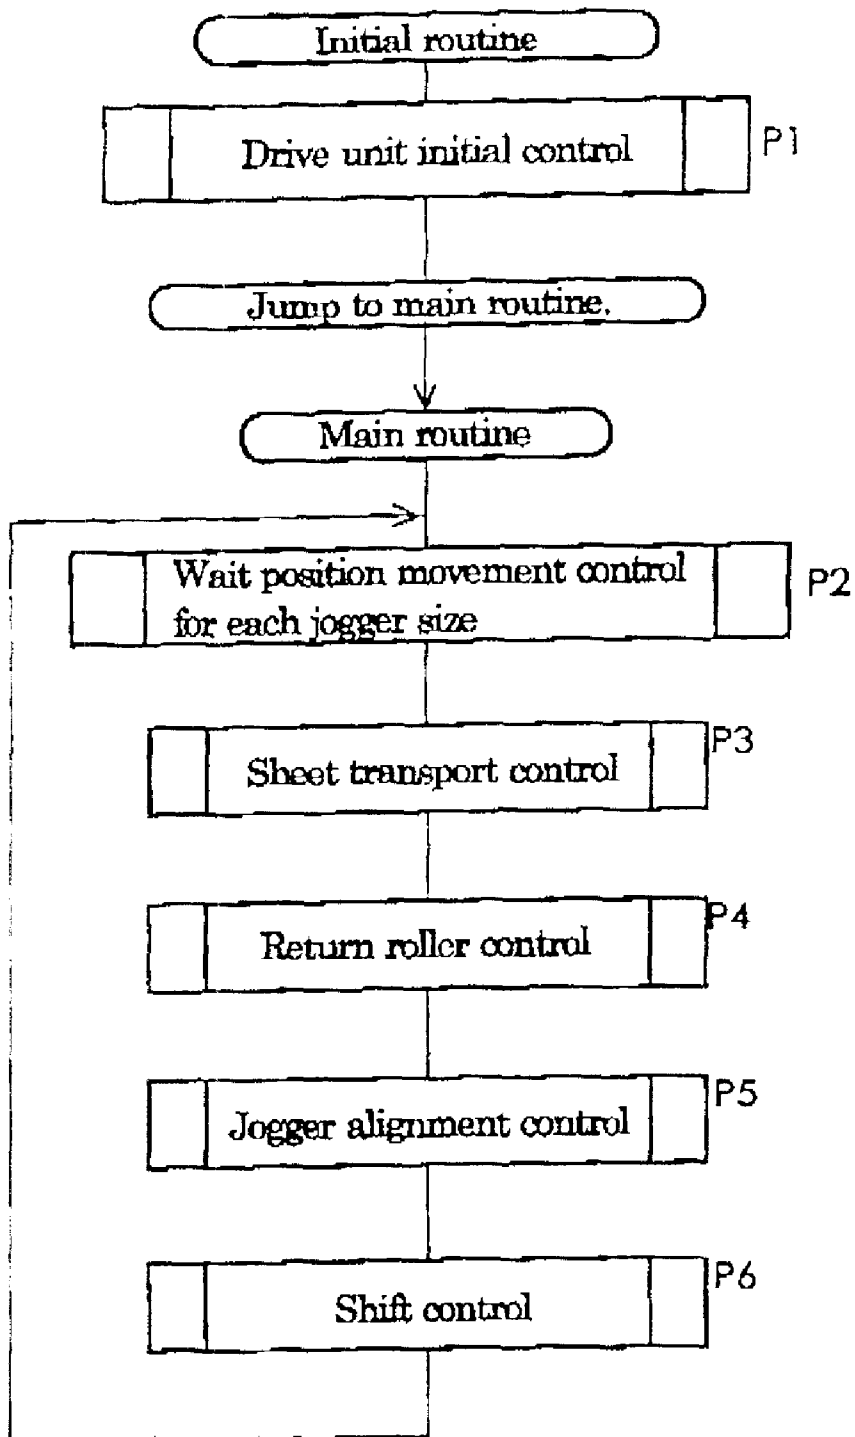 Initial routine
Drive unit initial control
P1
Jump to main routine.
Main routine
Wait position movement control
for each jogger size
P2
Sheet transport control
P3
Return roller control
P4
Jogger alignment control
P5
Shift control
P6